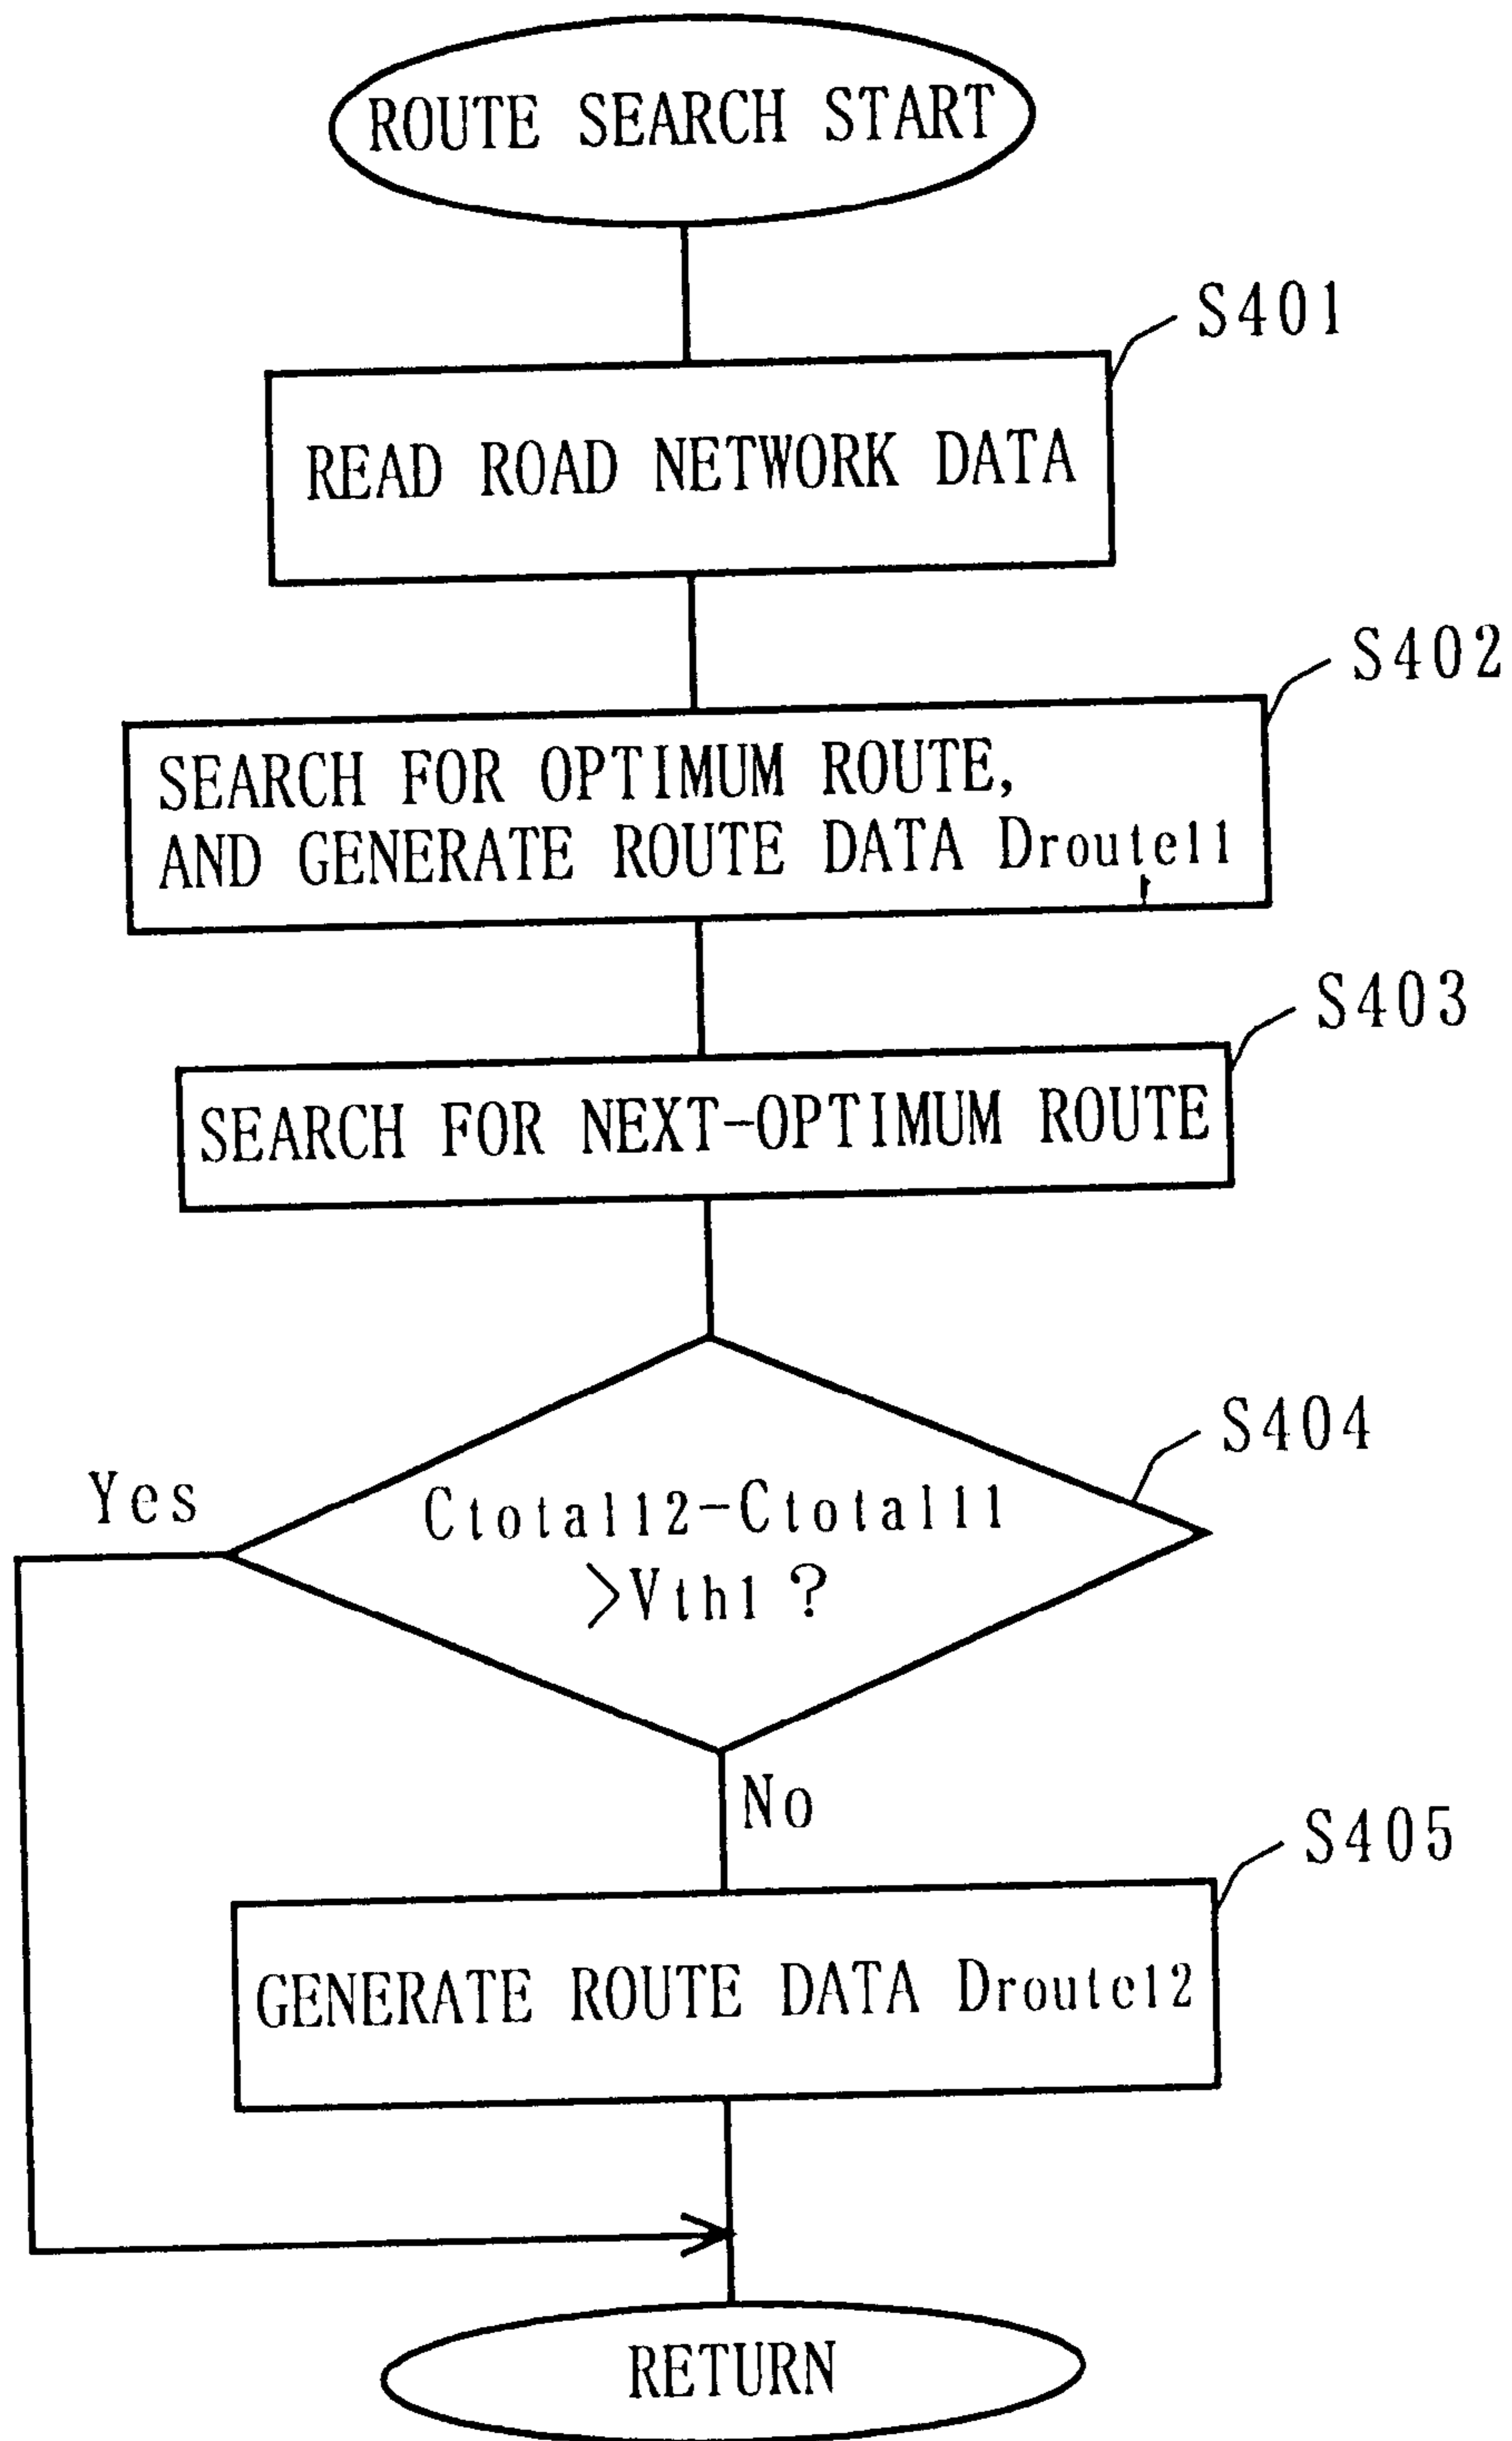 ROUTE SEARCH START
S401
READ ROAD NETWORK DATA
S402
SEARCH FOR OPTIMUM ROUTE,
AND GENERATE ROUTE DATA Droute11
S403
SEARCH FOR NEXT-OPTIMUM ROUTE
S404
Yes
Ctotal12-Ctotal11
>Vth1 ?
No
S405
GENERATE ROUTE DATA Droute12
RETURN